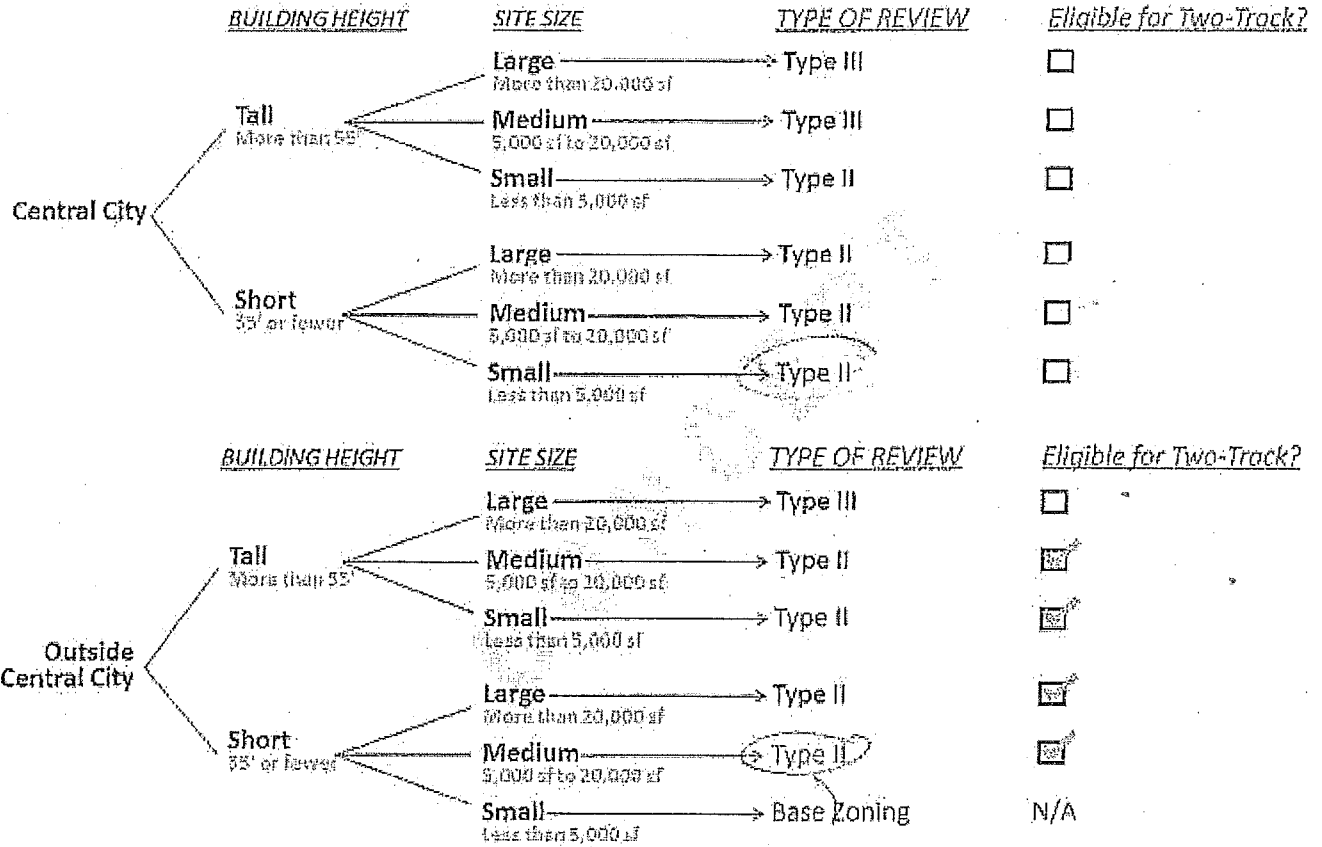 BUILDING HEIGHT SITE SIZE TYPE OF REVIEW Eligible for Two-Track?
Large Type III
More than 20,000 sf
Tall Medium Type III
More than 55' 5,000 sf to 20,000 sf
Small Type II
Less than 5,000 sf
Central City
Large Type II
More than 20,000 sf
Short Medium Type II
55' or fewer 5,000 sf to 20,000 sf
Small Type II
Less than 5,000 sf
BUILDING HEIGHT SITE SIZE TYPE OF REVIEW Eligible for Two-Track?
Large Type III
More than 20,000 sf
Tall Medium Type II
More than 55' 5,000 sf to 20,000 sf
Small Type II
Less than 5,000 sf
Outside
Central City
Large Type II
More than 20,000 sf
Short Medium Type II
55' or fewer 5,000 sf to 20,000 sf
Small Base Zoning N/A
Less than 5,000 sf